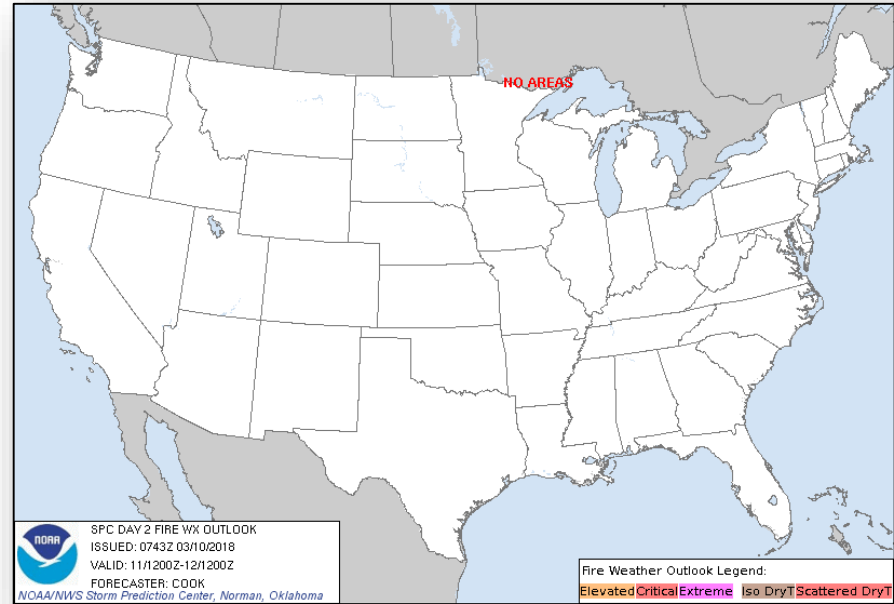 NO AREAS
NOAA
SPC DAY 2 FIRE WX OUTLOOK
ISSUED: 0743Z 03/10/2018
VALID: 11/1200Z-12/1200Z
FORECASTER: COOK
NOAA/NWS Storm Prediction Center, Norman, Oklahoma
Fire Weather Outlook Legend:
Elevated Critical Extreme Iso DryT Scattered DryT